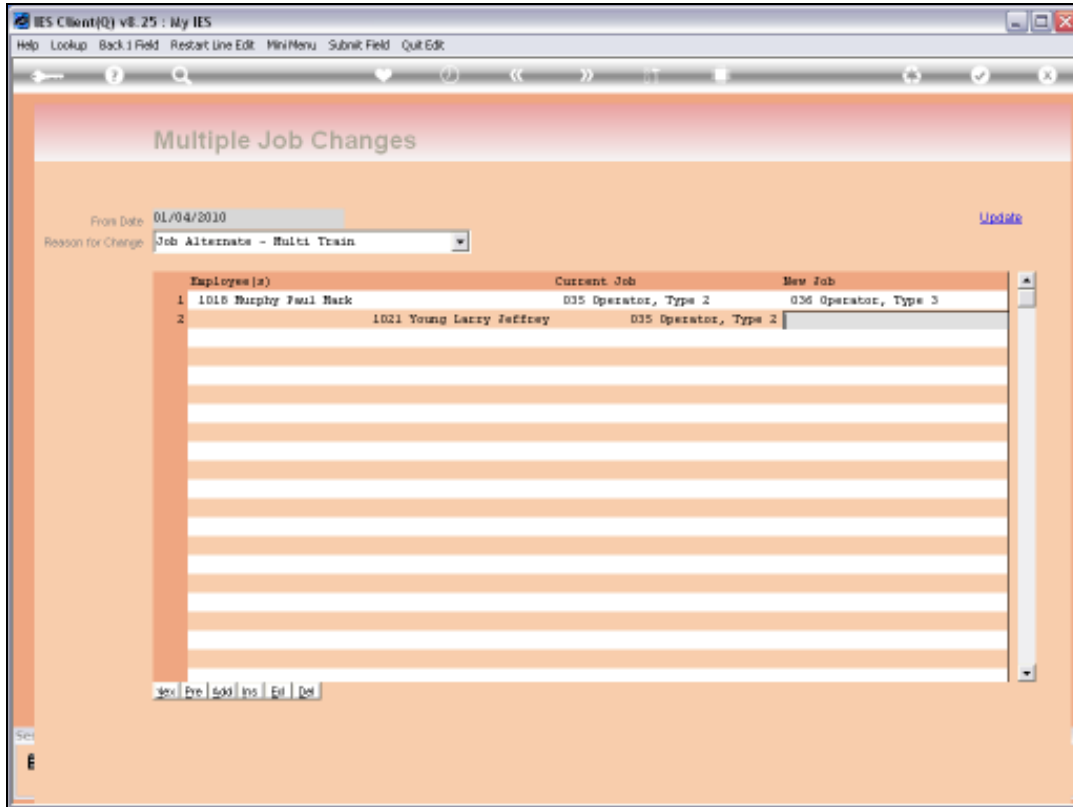 IES Client(Q) v8.25 : My IES
Help Lookup Back 1 Field Restart Line Edit MiniMenu Submit Field Quit Edit
Multiple Job Changes
From Date 01/04/2010 Update
Reason for Change Job Alternate - Multi Train
Employee(s) Current Job New Job
1 1018 Murphy Paul Mark 035 Operator, Type 2 036 Operator, Type 3
2 1021 Young Larry Jeffrey 035 Operator, Type 2
Nex Pre Add Ins Del
Se